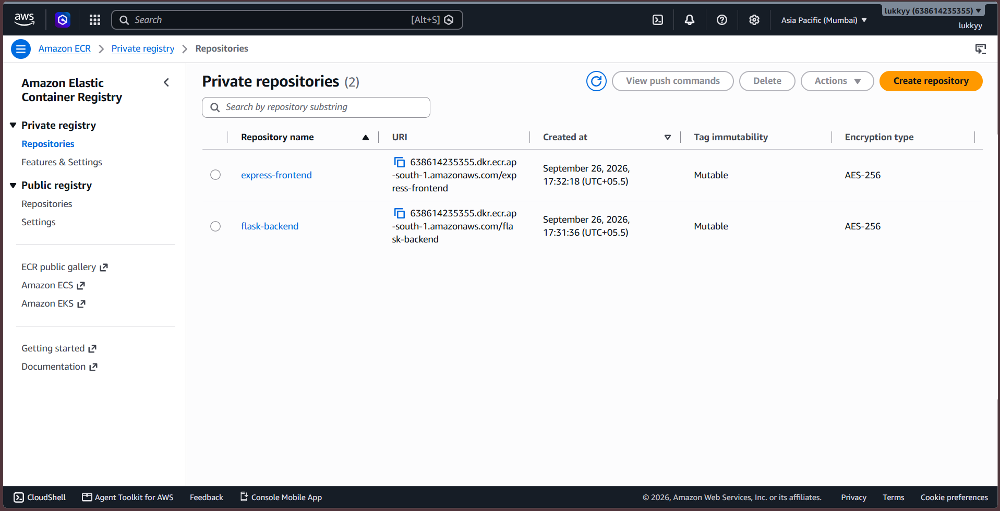 aws
Search
[Alt+S]
Asia Pacific (Mumbai)
lukkyy (638614235355)
lukkyy
Amazon ECR
Private registry
Repositories
Amazon Elastic
Container Registry
Private registry
Repositories
Features & Settings
Public registry
Repositories
Settings
ECR public gallery
Amazon ECS
Amazon EKS
Getting started
Documentation
Private repositories (2)
View push commands
Delete
Actions
Create repository
Search by repository substring
Repository name
URI
Created at
Tag immutability
Encryption type
express-frontend
638614235355.dkr.ecr.ap
-south-1.amazonaws.com/exp
ress-frontend
September 26, 2026,
17:32:18 (UTC+05.5)
Mutable
AES-256
flask-backend
638614235355.dkr.ecr.ap
-south-1.amazonaws.com/fla
sk-backend
September 26, 2026,
17:31:36 (UTC+05.5)
Mutable
AES-256
CloudShell
Agent Toolkit for AWS
Feedback
Console Mobile App
© 2026, Amazon Web Services, Inc. or its affiliates.
Privacy
Terms
Cookie preferences